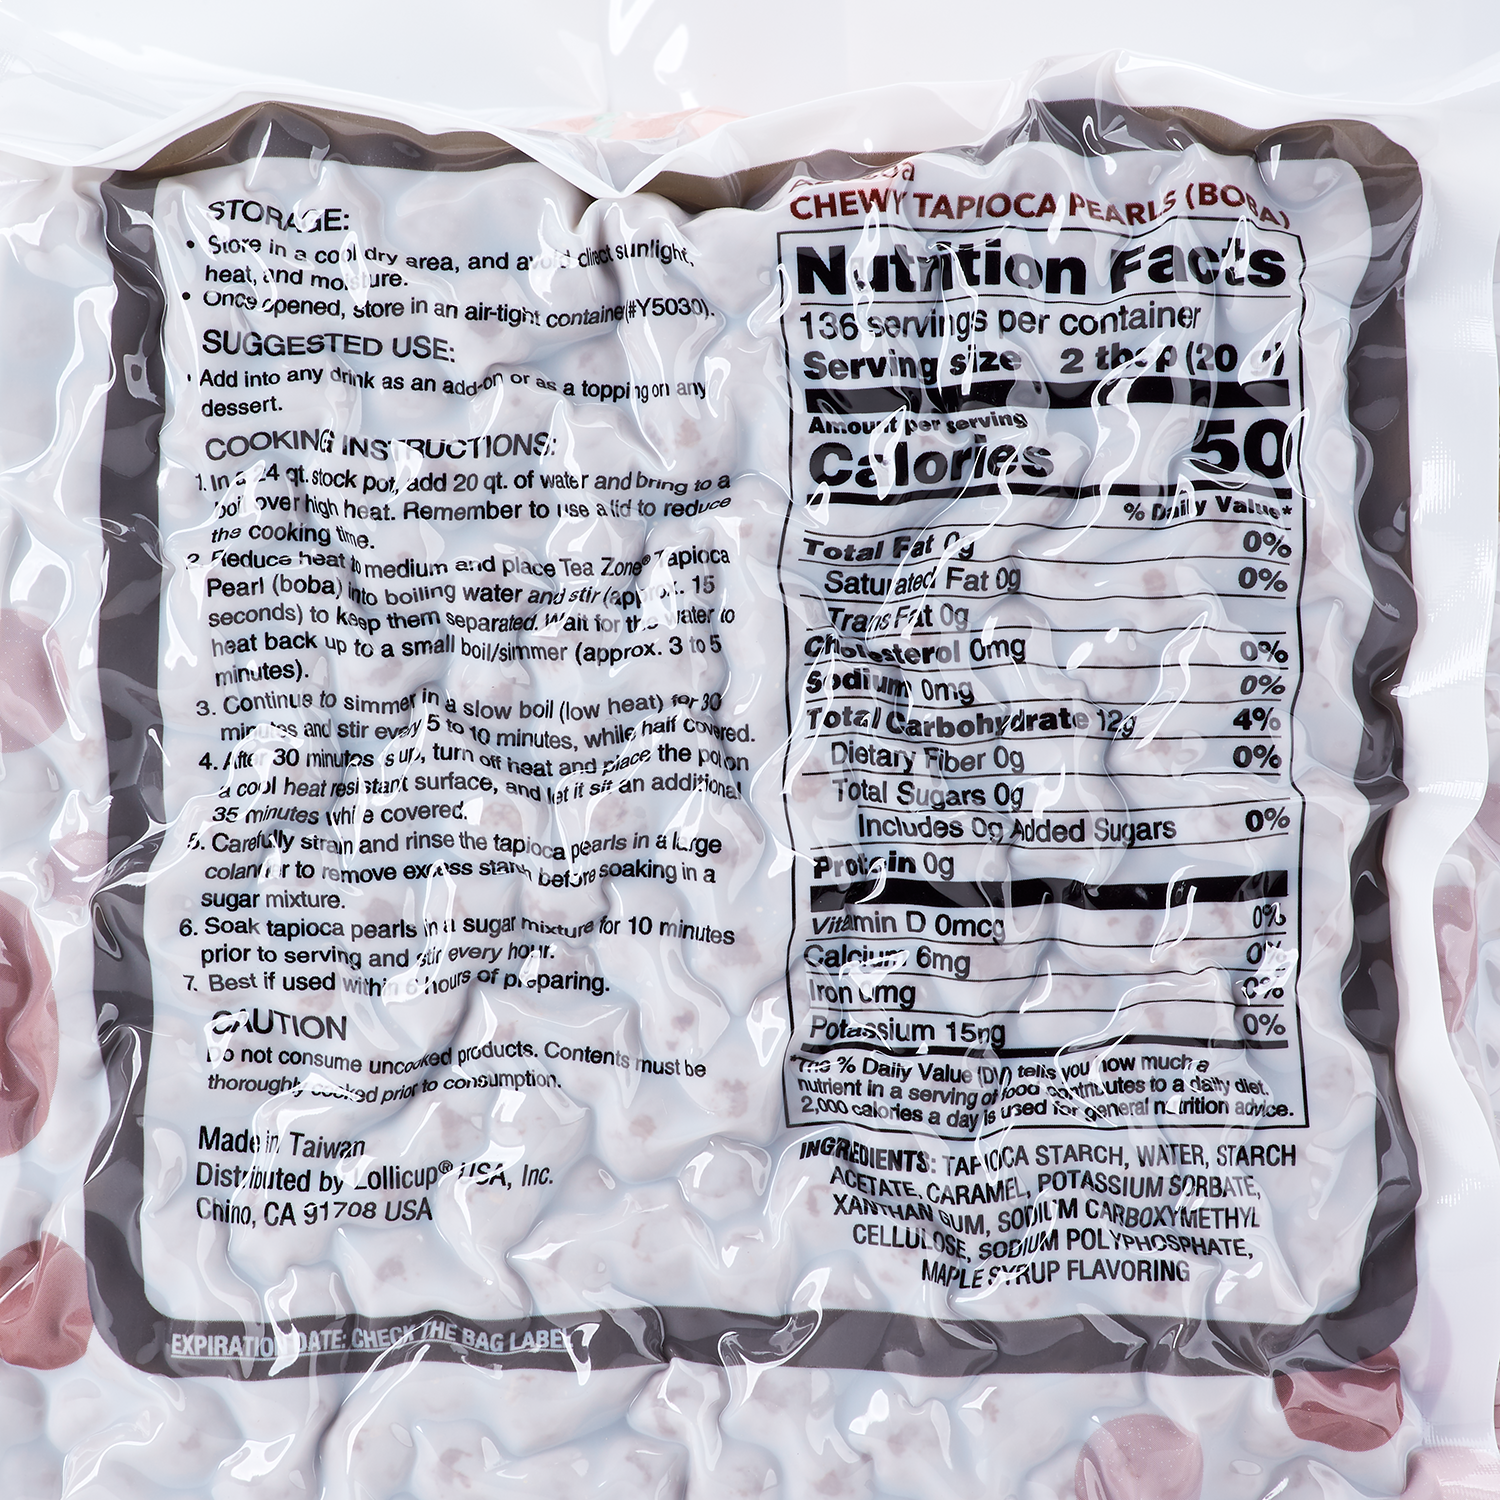 STORAGE:
• Store in a cool dry area, and avoid direct sunlight,
heat, and moisture.
• Once opened, store in an air-tight container(#Y5030).
SUGGESTED USE:
• Add into any drink as an add-on or as a topping on any
dessert.
COOKING INSTRUCTIONS:
1. In a 24 qt. stock pot, add 20 qt. of water and bring to a
boil over high heat. Remember to use a lid to reduce
the cooking time.
2. Reduce heat to medium and place Tea Zone® Tapioca
Pearl (boba) into boiling water and stir (approx. 15
seconds) to keep them separated. Wait for the water to
heat back up to a small boil/simmer (approx. 3 to 5
minutes).
3. Continue to simmer in a slow boil (low heat) for 30
minutes and stir every 5 to 10 minutes, while half covered.
4. After 30 minutes is up, turn off heat and place the pot on
a cool heat resistant surface, and let it sit an additional
35 minutes while covered.
5. Carefully strain and rinse the tapioca pearls in a large
colander to remove excess starch before soaking in a
sugar mixture.
6. Soak tapioca pearls in a sugar mixture for 10 minutes
prior to serving and stir every hour.
7. Best if used within 6 hours of preparing.
CAUTION
Do not consume uncooked products. Contents must be
thoroughly cooked prior to consumption.
Made in Taiwan
Distributed by Lollicup® USA, Inc.
Chino, CA 91708 USA
EXPIRATION DATE: CHECK THE BAG LABEL
CHEWY TAPIOCA PEARLS (BOBA)
Nutrition Facts
136 servings per container
Serving size 2 tbsp (20 g)
Amount per serving
Calories 50
% Daily Value*
Total Fat 0g 0%
Saturated Fat 0g 0%
Trans Fat 0g
Cholesterol 0mg 0%
Sodium 0mg 0%
Total Carbohydrate 12g 4%
Dietary Fiber 0g 0%
Total Sugars 0g
Includes 0g Added Sugars 0%
Protein 0g
Vitamin D 0mcg 0%
Calcium 6mg 0%
Iron 0mg 0%
Potassium 15mg 0%
*The % Daily Value (DV) tells you how much a
nutrient in a serving of food contributes to a daily diet.
2,000 calories a day is used for general nutrition advice.
INGREDIENTS: TAPIOCA STARCH, WATER, STARCH
ACETATE, CARAMEL, POTASSIUM SORBATE,
XANTHAN GUM, SODIUM CARBOXYMETHYL
CELLULOSE, SODIUM POLYPHOSPHATE,
MAPLE SYRUP FLAVORING